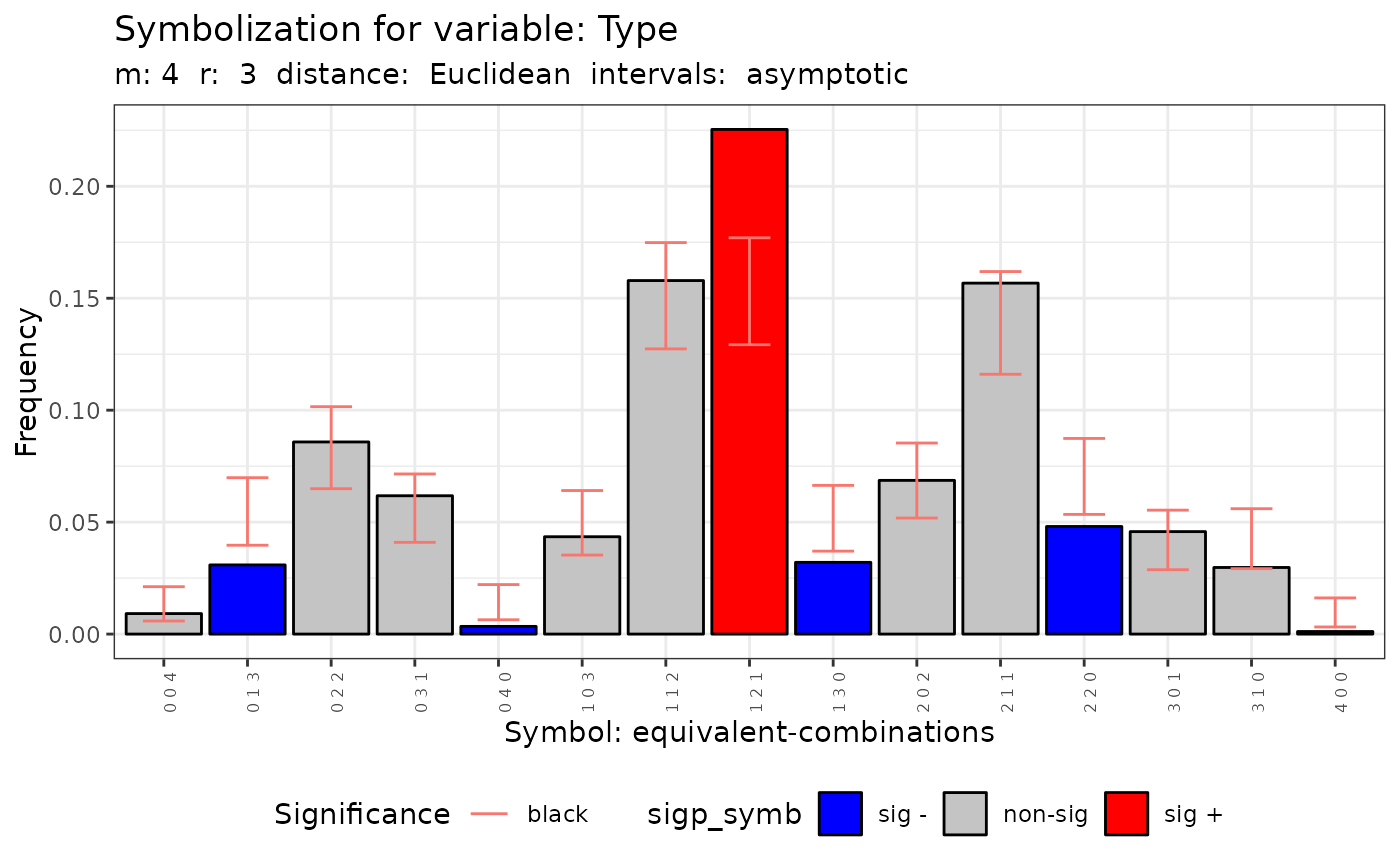 Symbolization for variable: Type
m: 4 r: 3 distance: Euclidean intervals: asymptotic
Frequency
0.20
0.15
0.10
0.05
0.00
0 0 4
0 1 3
0 2 2
0 3 1
0 4 0
1 0 3
1 1 2
1 2 1
1 3 0
2 0 2
2 1 1
2 2 0
3 0 1
3 1 0
4 0 0
Symbol: equivalent-combinations
Significance black sigp_symb sig - non-sig sig +